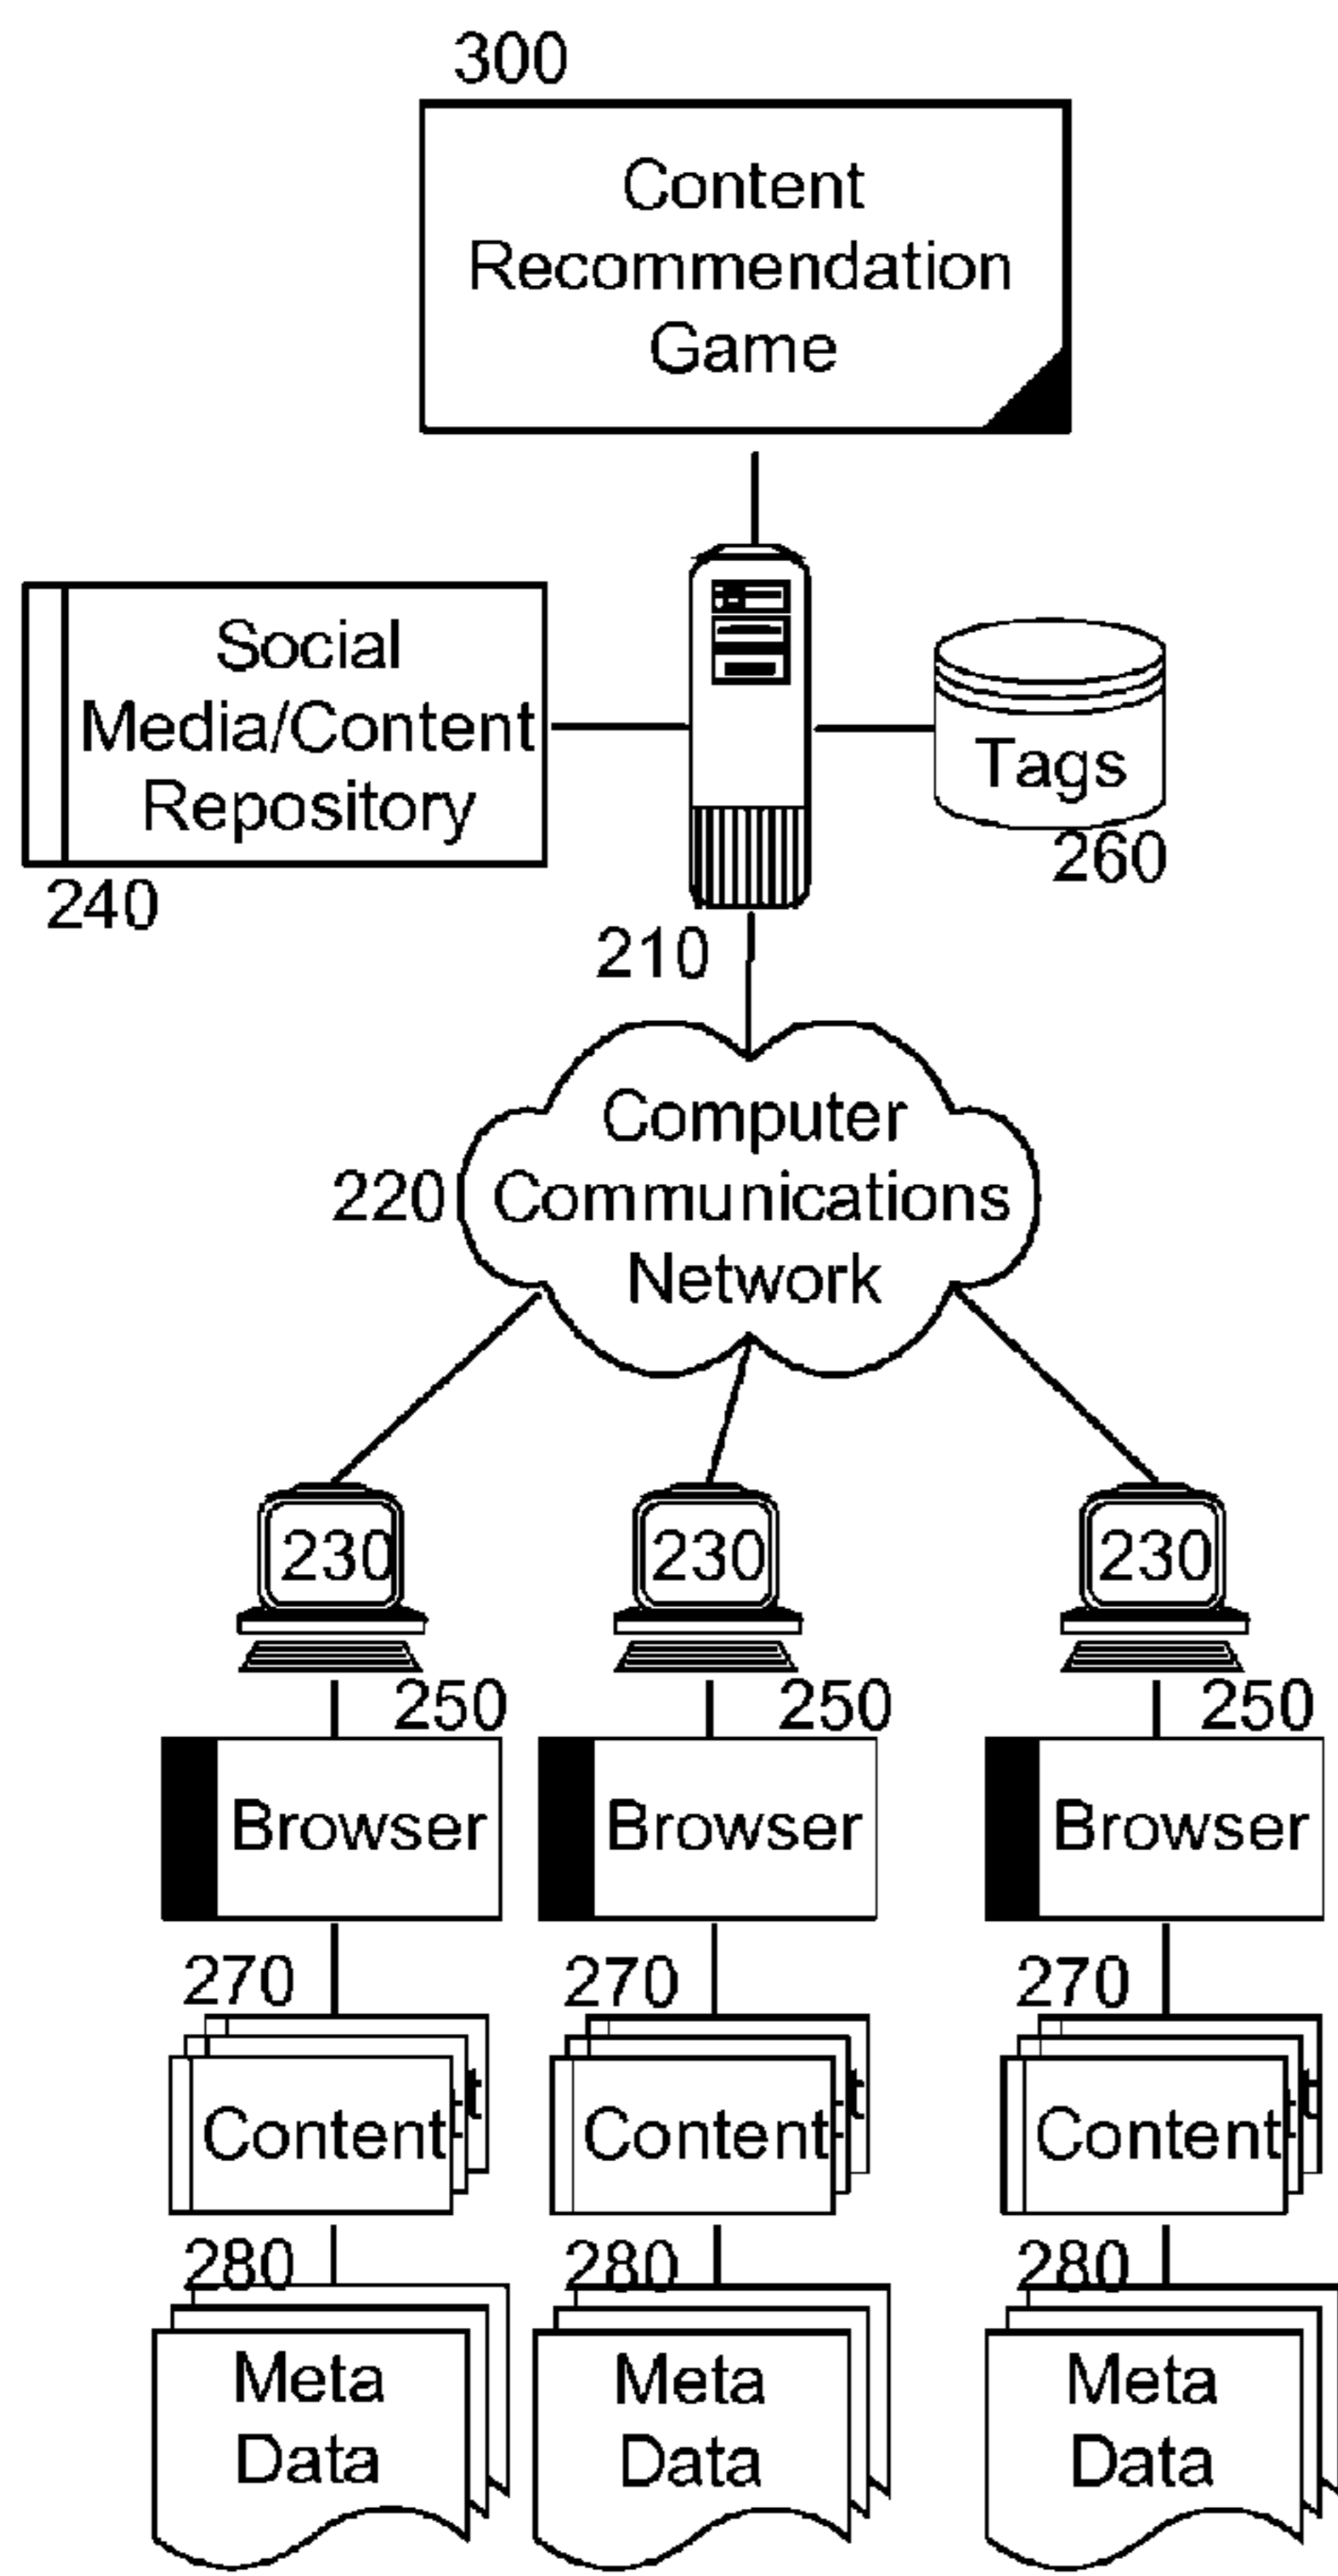 300
Content
Recommendation
Game
Social
Media/Content
Repository
240
Tags
260
210
220
Computer
Communications
Network
230 230 230
250 250 250
Browser Browser Browser
270 270 270
Content Content Content
280 280 280
Meta Meta Meta
Data Data Data